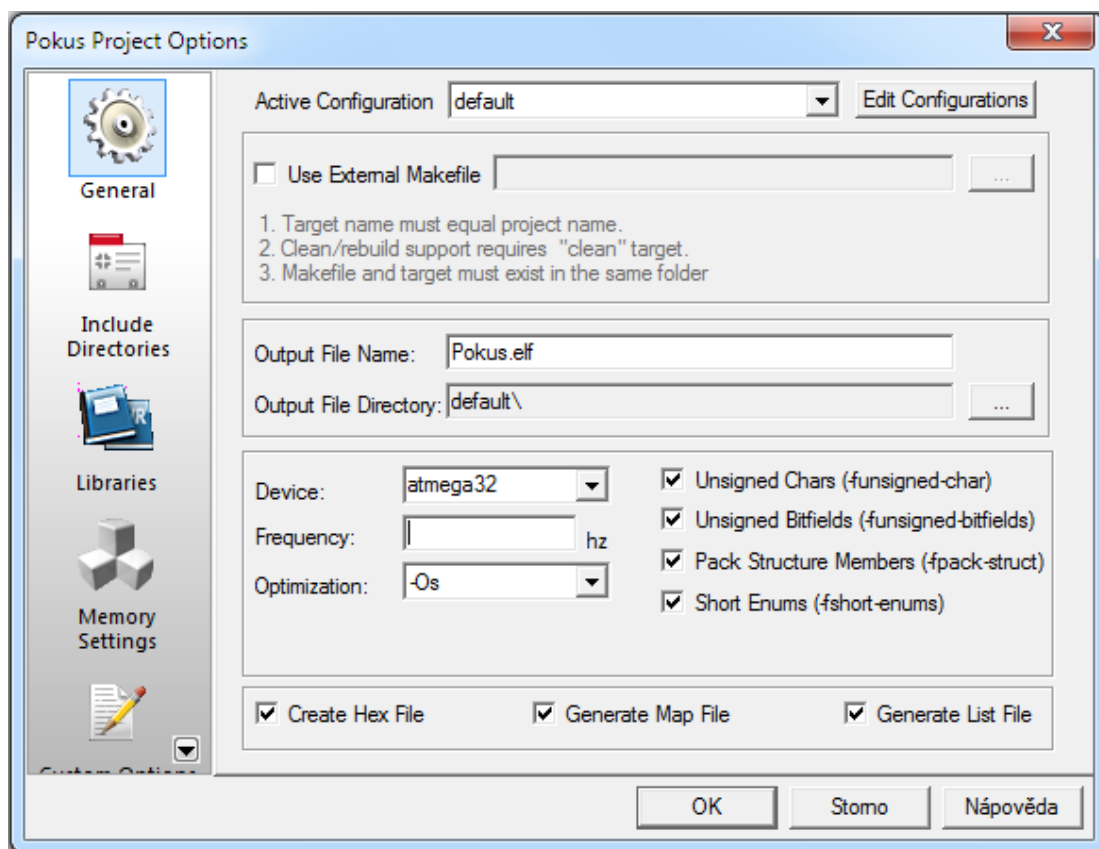 Pokus Project Options
General
Include
Directories
Libraries
Memory
Settings
Custom Options
Active Configuration default Edit Configurations
Use External Makefile ...
1. Target name must equal project name.
2. Clean/rebuild support requires "clean" target.
3. Makefile and target must exist in the same folder
Output File Name: Pokus.elf
Output File Directory: default\ ...
Device: atmega32
Frequency: hz
Optimization: -Os
Unsigned Chars (-funsigned-char)
Unsigned Bitfields (-funsigned-bitfields)
Pack Structure Members (-fpack-struct)
Short Enums (-fshort-enums)
Create Hex File Generate Map File Generate List File
OK Storno Nápověda